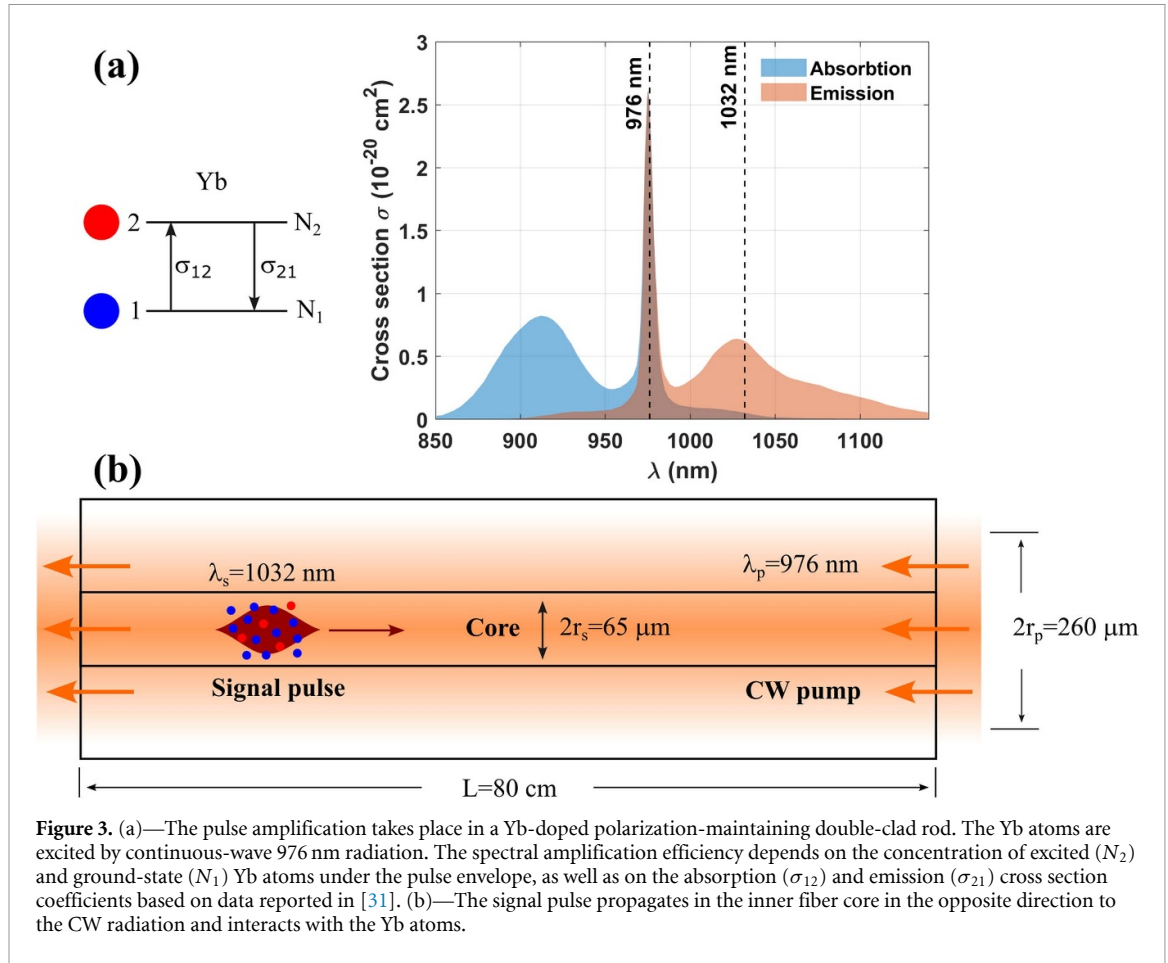 (a)
Yb
2
N₂
σ₁₂
σ₂₁
1
N₁
Cross section σ (10⁻²⁰ cm²)
3
2.5
2
1.5
1
0.5
0
976 nm
1032 nm
Absorbtion
Emission
850
900
950
1000
1050
1100
λ (nm)
(b)
λₛ=1032 nm
λₚ=976 nm
Core
2rₛ=65 μm
2rₚ=260 μm
Signal pulse
CW pump
L=80 cm
Figure 3. (a)—The pulse amplification takes place in a Yb-doped polarization-maintaining double-clad rod. The Yb atoms are
excited by continuous-wave 976 nm radiation. The spectral amplification efficiency depends on the concentration of excited (N₂)
and ground-state (N₁) Yb atoms under the pulse envelope, as well as on the absorption (σ₁₂) and emission (σ₂₁) cross section
coefficients based on data reported in [31]. (b)—The signal pulse propagates in the inner fiber core in the opposite direction to
the CW radiation and interacts with the Yb atoms.